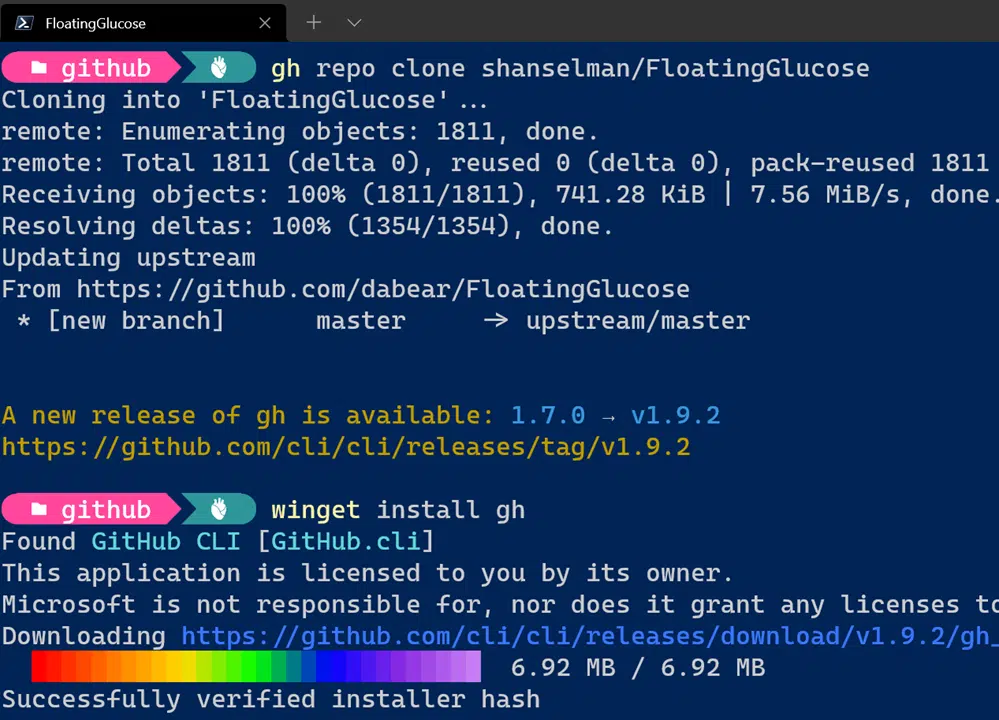 FloatingGlucose
github gh repo clone shanselman/FloatingGlucose
Cloning into 'FloatingGlucose'...
remote: Enumerating objects: 1811, done.
remote: Total 1811 (delta 0), reused 0 (delta 0), pack-reused 1811
Receiving objects: 100% (1811/1811), 741.28 KiB | 7.56 MiB/s, done.
Resolving deltas: 100% (1354/1354), done.
Updating upstream
From https://github.com/dabear/FloatingGlucose
* [new branch] master -> upstream/master
A new release of gh is available: 1.7.0 → v1.9.2
https://github.com/cli/cli/releases/tag/v1.9.2
github winget install gh
Found GitHub CLI [GitHub.cli]
This application is licensed to you by its owner.
Microsoft is not responsible for, nor does it grant any licenses to
Downloading https://github.com/cli/cli/releases/download/v1.9.2/gh_
6.92 MB / 6.92 MB
Successfully verified installer hash